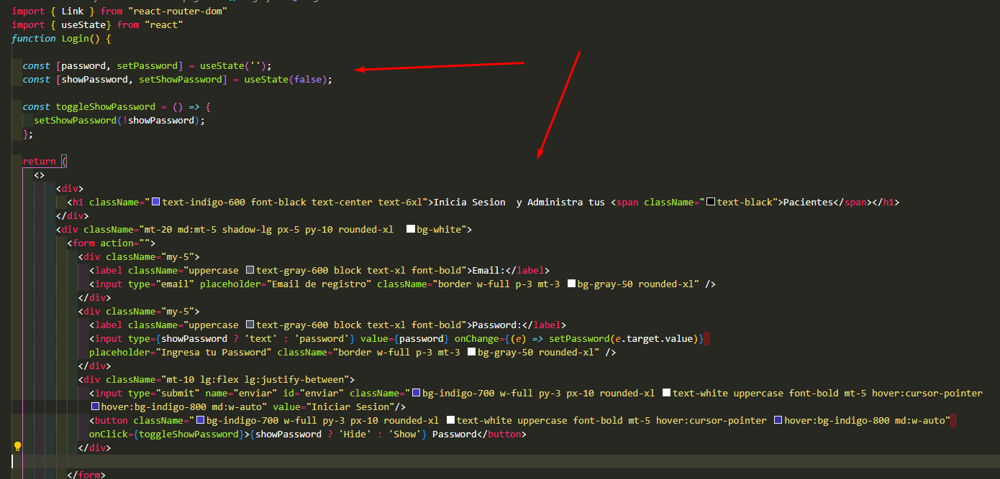 import { Link } from "react-router-dom"
import { useState} from "react"
function Login() {
const [password, setPassword] = useState('');
const [showPassword, setShowPassword] = useState(false);
const toggleShowPassword = () => {
setShowPassword(!showPassword);
};
return (
<>
<div>
<h1 className="text-indigo-600 font-black text-center text-6xl">Inicia Sesion  y Administra tus <span className="text-black">Pacientes</span></h1>
</div>
<div className="mt-20 md:mt-5 shadow-lg px-5 py-10 rounded-xl  bg-white">
<form action="">
<div className="my-5">
<label className="uppercase text-gray-600 block text-xl font-bold">Email:</label>
<input type="email" placeholder="Email de registro" className="border w-full p-3 mt-3 bg-gray-50 rounded-xl" />
</div>
<div className="my-5">
<label className="uppercase text-gray-600 block text-xl font-bold">Password:</label>
<input type={showPassword ? 'text' : 'password'} value={password} onChange={(e) => setPassword(e.target.value)}
placeholder="Ingresa tu Password" className="border w-full p-3 mt-3 bg-gray-50 rounded-xl" />
</div>
<div className="mt-10 lg:flex lg:justify-between">
<input type="submit" name="enviar" id="enviar" className="bg-indigo-700 w-full py-3 px-10 rounded-xl text-white uppercase font-bold mt-5 hover:cursor-pointer
hover:bg-indigo-800 md:w-auto" value="Iniciar Sesion"/>
<button className="bg-indigo-700 w-full py-3 px-10 rounded-xl text-white uppercase font-bold mt-5 hover:cursor-pointer hover:bg-indigo-800 md:w-auto"
onClick={toggleShowPassword}>{showPassword ? 'Hide' : 'Show'} Password</button>
</div>
</form>